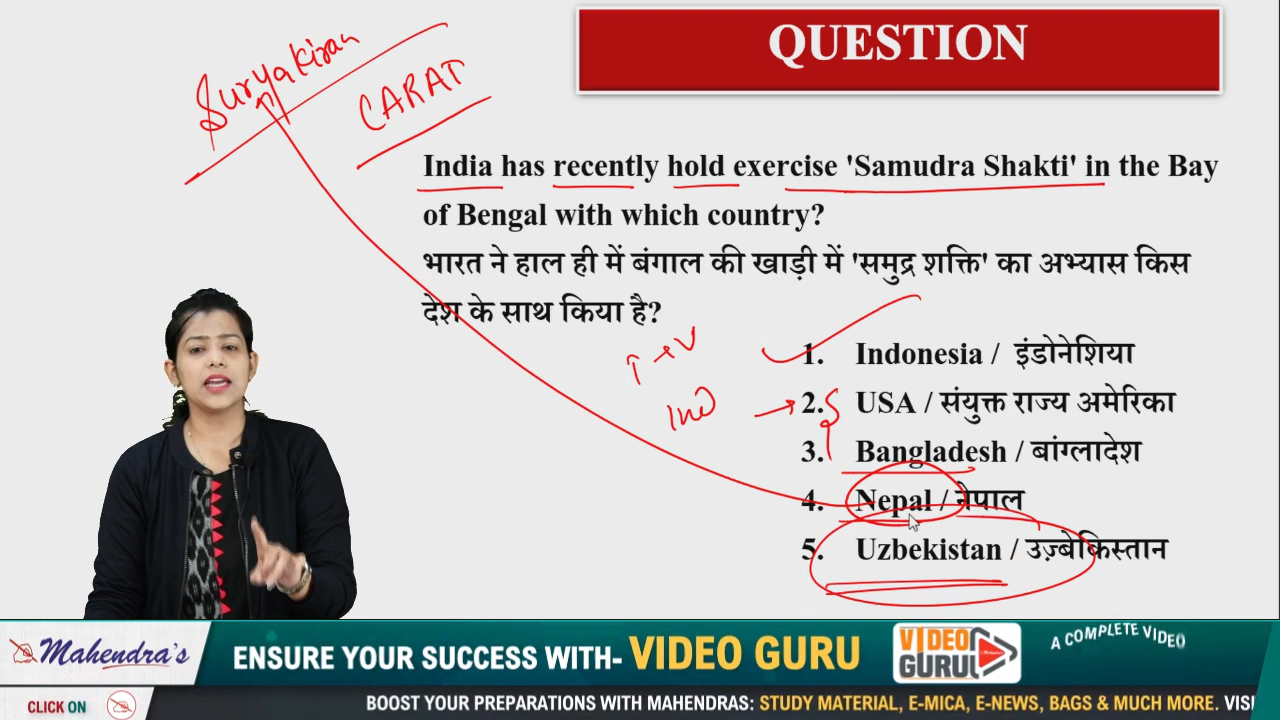 QUESTION
Suryakiran
CARAT
India has recently hold exercise 'Samudra Shakti' in the Bay
of Bengal with which country?
भारत ने हाल ही में बंगाल की खाड़ी में 'समुद्र शक्ति' का अभ्यास किस
देश के साथ किया है?
1. Indonesia / इंडोनेशिया
2. USA / संयुक्त राज्य अमेरिका
3. Bangladesh / बांग्लादेश
4. Nepal / नेपाल
5. Uzbekistan / उज़्बेकिस्तान
Ind
Mahendra's
ENSURE YOUR SUCCESS WITH- VIDEO GURU
VIDEO
GURU
A COMPLETE VIDEO
CLICK ON
BOOST YOUR PREPARATIONS WITH MAHENDRAS: STUDY MATERIAL, E-MICA, E-NEWS, BAGS & MUCH MORE. VISI